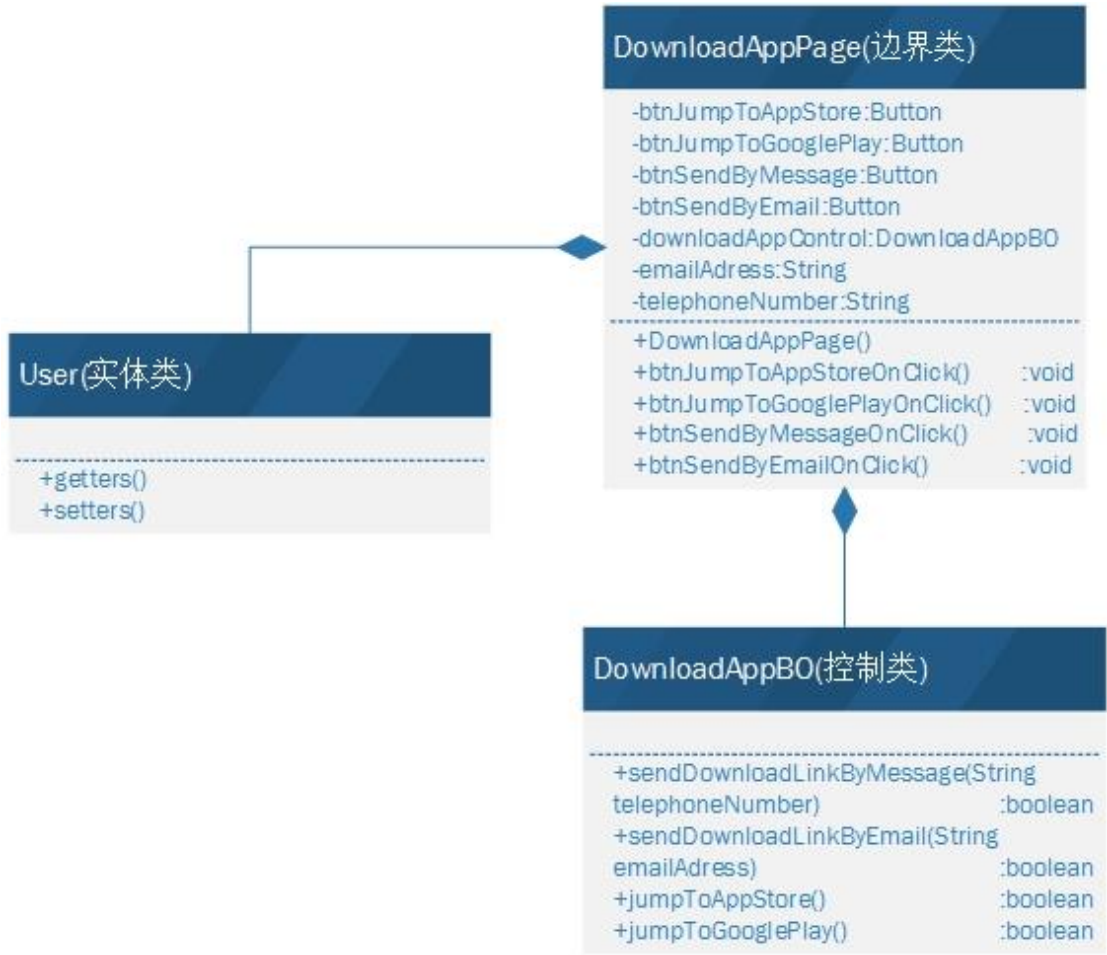 DownloadAppPage(边界类)
-btnJumpToAppStore:Button
-btnJumpToGooglePlay:Button
-btnSendByMessage:Button
-btnSendByEmail:Button
-downloadAppControl:DownloadAppBO
-emailAdress:String
-telephoneNumber:String
+DownloadAppPage()
+btnJumpToAppStoreOnClick() :void
+btnJumpToGooglePlayOnClick() :void
+btnSendByMessageOnClick() :void
+btnSendByEmailOnClick() :void
User(实体类)
+getters()
+setters()
DownloadAppBO(控制类)
+sendDownloadLinkByMessage(String
telephoneNumber) :boolean
+sendDownloadLinkByEmail(String
emailAdress) :boolean
+jumpToAppStore() :boolean
+jumpToGooglePlay() :boolean